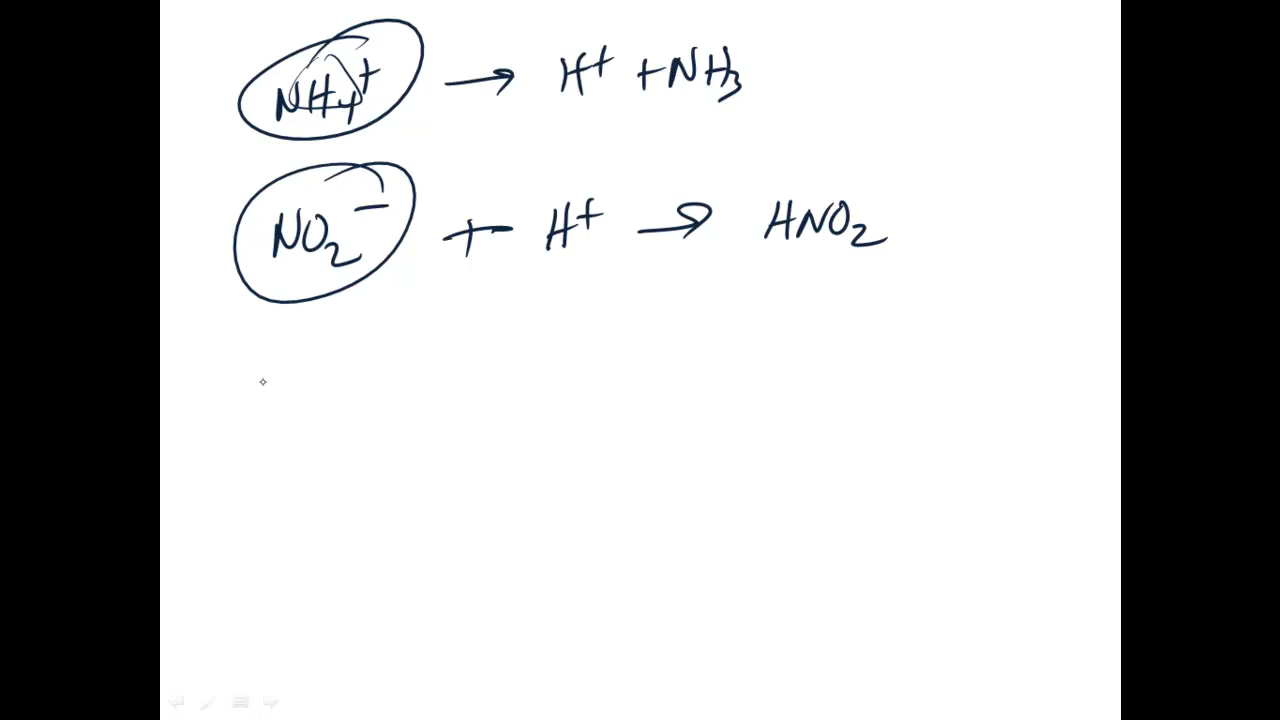 NH4+ → H+ + NH3
NO2− + H+ → HNO2